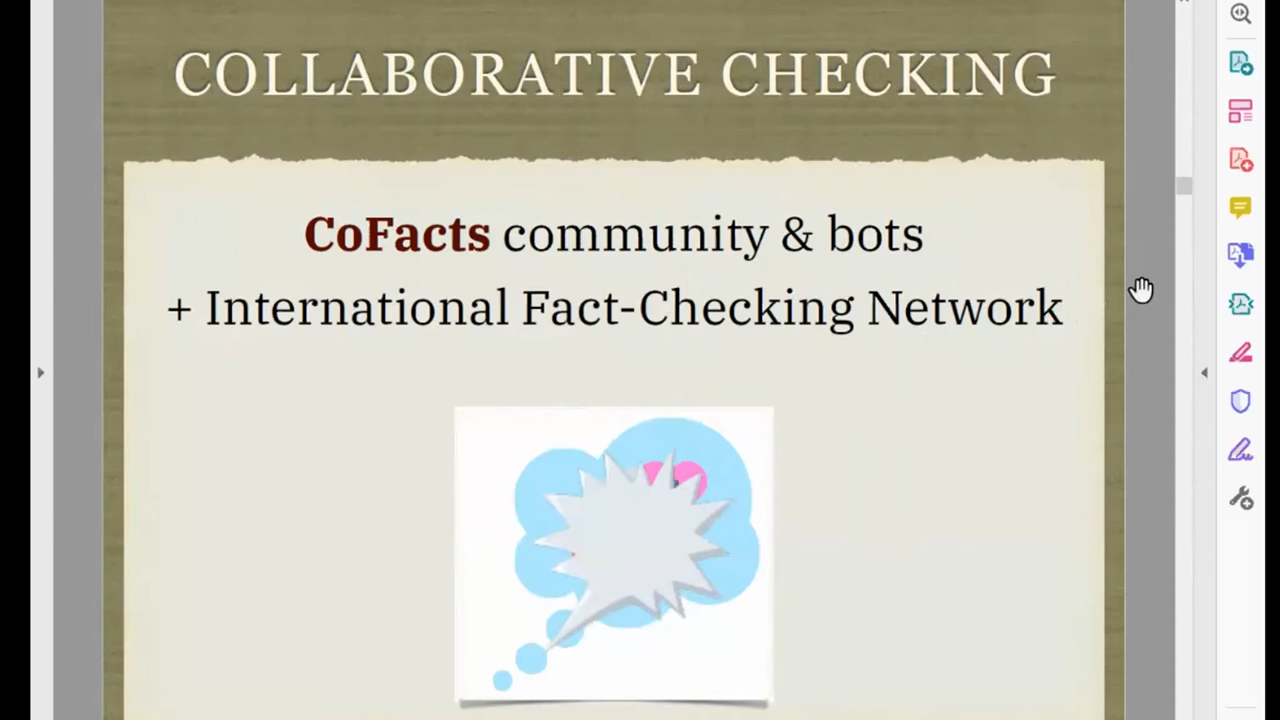 COLLABORATIVE CHECKING
CoFacts community & bots
+ International Fact-Checking Network